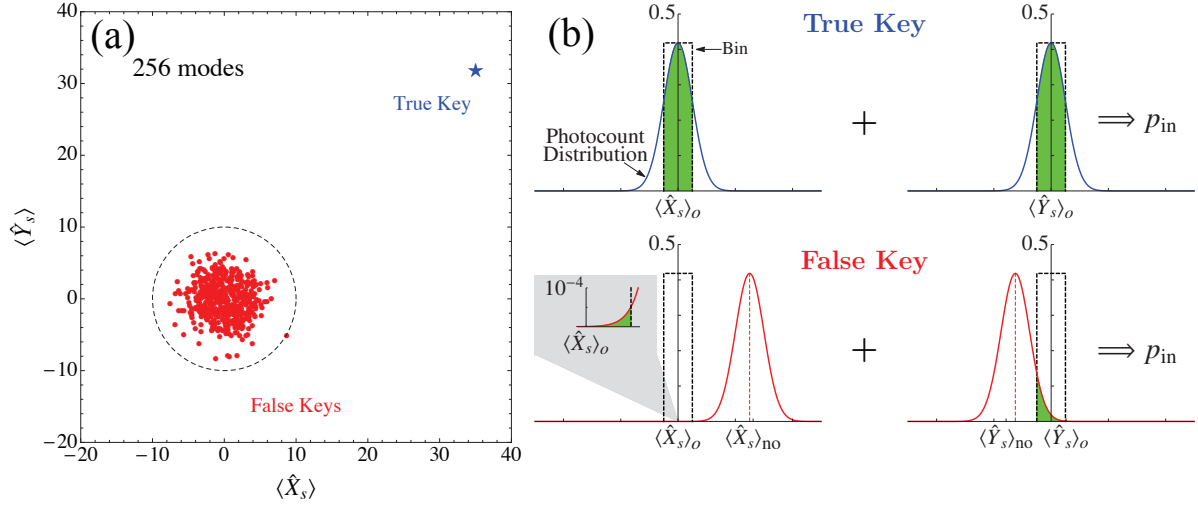 (a)
256 modes
True Key
False Keys
40
30
20
10
0
−10
−20
−20
−10
0
10
20
30
40
⟨Ŷₛ⟩
⟨X̂ₛ⟩
(b)
True Key
0.5
Bin
Photocount
Distribution
⟨X̂ₛ⟩ₒ
+
0.5
⟨Ŷₛ⟩ₒ
⟹ pᵢₙ
False Key
0.5
10⁻⁴
⟨X̂ₛ⟩ₒ
⟨X̂ₛ⟩ₒ
⟨X̂ₛ⟩ₙₒ
+
0.5
⟨Ŷₛ⟩ₙₒ
⟨Ŷₛ⟩ₒ
⟹ pᵢₙ